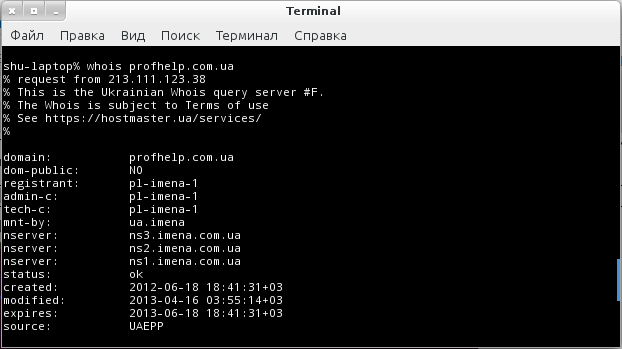 Terminal
Файл Правка Вид Поиск Терминал Справка
shu-laptop% whois profhelp.com.ua
% request from 213.111.123.38
% This is the Ukrainian Whois query server #F.
% The Whois is subject to Terms of use
% See https://hostmaster.ua/services/
%
domain: profhelp.com.ua
dom-public: NO
registrant: pl-imena-1
admin-c: pl-imena-1
tech-c: pl-imena-1
mnt-by: ua.imena
nserver: ns3.imena.com.ua
nserver: ns2.imena.com.ua
nserver: ns1.imena.com.ua
status: ok
created: 2012-06-18 18:41:31+03
modified: 2013-04-16 03:55:14+03
expires: 2013-06-18 18:41:31+03
source: UAEPP